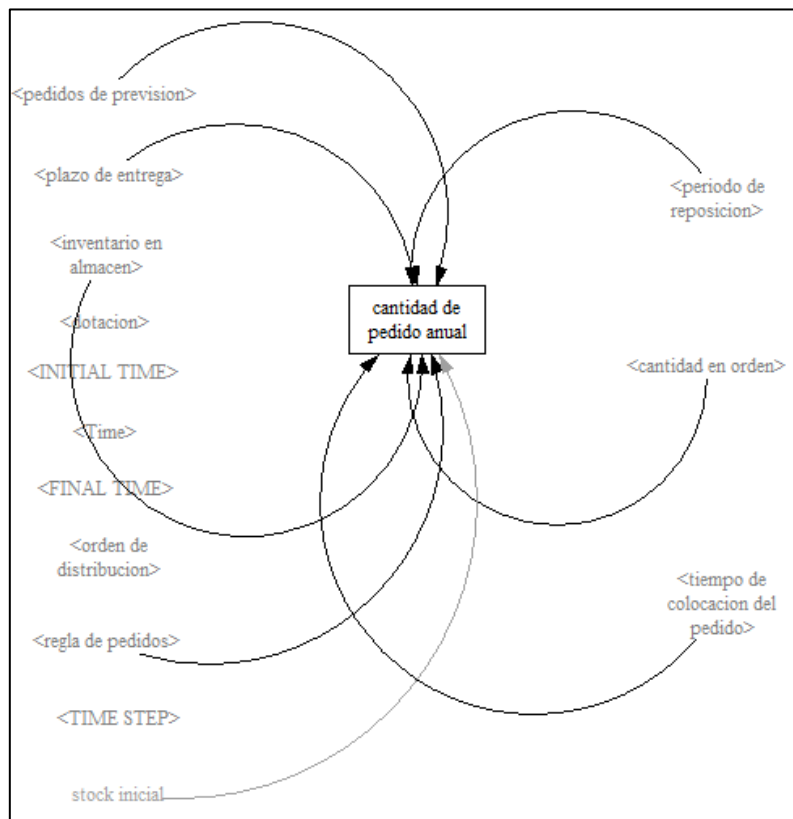 <pedidos de prevision>
<plazo de entrega>
<inventario en
almacen>
<dotacion>
<INITIAL TIME>
<Time>
<FINAL TIME>
<orden de
distribucion>
<regla de pedidos>
<TIME STEP>
stock inicial
cantidad de
pedido anual
<periodo de
reposicion>
<cantidad en orden>
<tiempo de
colocacion del
pedido>